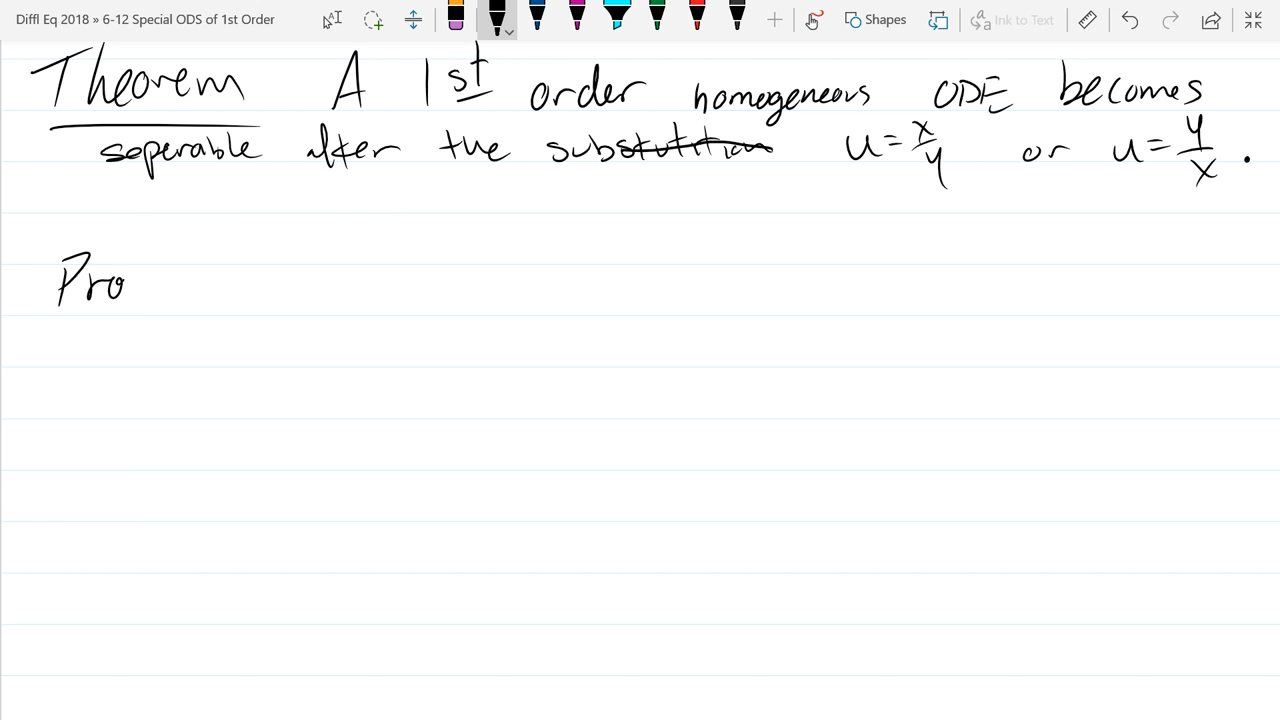 Diffl Eq 2018 » 6-12 Special ODS of 1st Order
Shapes
Ink to Text
Theorem A 1st order homogeneous ODE becomes
seperable after the substutition u = x/y or u = y/x .
Pro